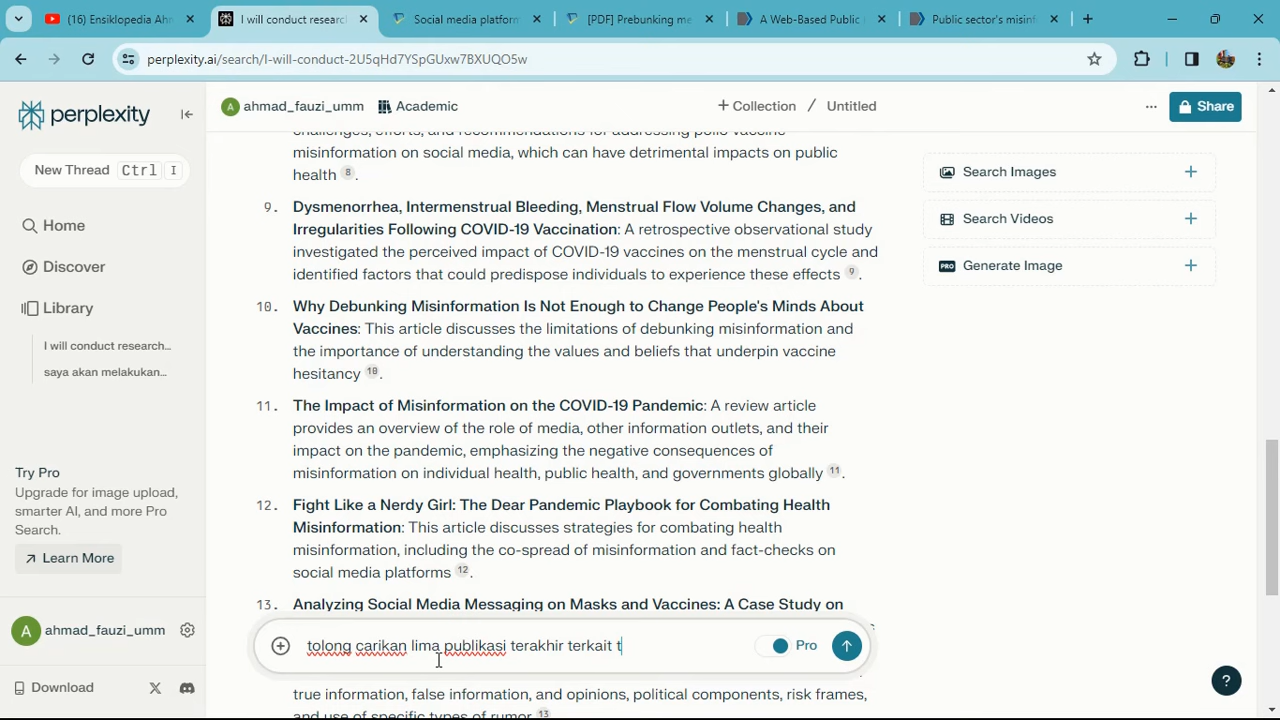 (16) Ensiklopedia Ahm
I will conduct researc
Social media platform
[PDF] Prebunking me
A Web-Based Public
Public sector's misinf
perplexity.ai/search/I-will-conduct-2U5qHd7YSpGUxw7BXUQO5w
perplexity
New Thread Ctrl I
Home
Discover
Library
I will conduct research...
saya akan melakukan...
Try Pro
Upgrade for image upload,
smarter AI, and more Pro
Search.
Learn More
ahmad_fauzi_umm
Download
ahmad_fauzi_umm Academic
+ Collection / Untitled
... Share
challenges, efforts, and recommendations for addressing polio vaccine
misinformation on social media, which can have detrimental impacts on public
health 8 .
9. Dysmenorrhea, Intermenstrual Bleeding, Menstrual Flow Volume Changes, and
Irregularities Following COVID-19 Vaccination: A retrospective observational study
investigated the perceived impact of COVID-19 vaccines on the menstrual cycle and
identified factors that could predispose individuals to experience these effects 9 .
10. Why Debunking Misinformation Is Not Enough to Change People's Minds About
Vaccines: This article discusses the limitations of debunking misinformation and
the importance of understanding the values and beliefs that underpin vaccine
hesitancy 10 .
11. The Impact of Misinformation on the COVID-19 Pandemic: A review article
provides an overview of the role of media, other information outlets, and their
impact on the pandemic, emphasizing the negative consequences of
misinformation on individual health, public health, and governments globally 11 .
12. Fight Like a Nerdy Girl: The Dear Pandemic Playbook for Combating Health
Misinformation: This article discusses strategies for combating health
misinformation, including the co-spread of misinformation and fact-checks on
social media platforms 12 .
13. Analyzing Social Media Messaging on Masks and Vaccines: A Case Study on
tolong carikan lima publikasi terakhir terkait t
Pro
true information, false information, and opinions, political components, risk frames,
and use of specific types of rumor 13
Search Images +
Search Videos +
PRO Generate Image +
?